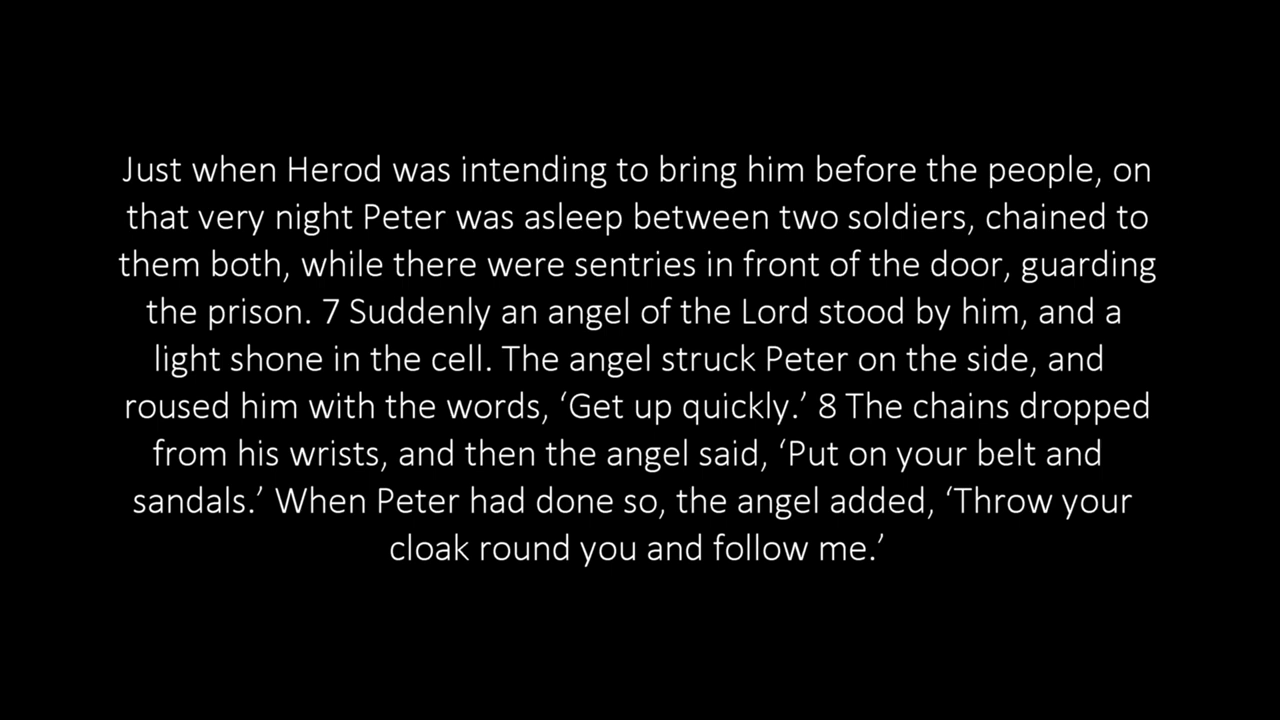 Just when Herod was intending to bring him before the people, on
that very night Peter was asleep between two soldiers, chained to
them both, while there were sentries in front of the door, guarding
the prison. 7 Suddenly an angel of the Lord stood by him, and a
light shone in the cell. The angel struck Peter on the side, and
roused him with the words, ‘Get up quickly.’ 8 The chains dropped
from his wrists, and then the angel said, ‘Put on your belt and
sandals.’ When Peter had done so, the angel added, ‘Throw your
cloak round you and follow me.’